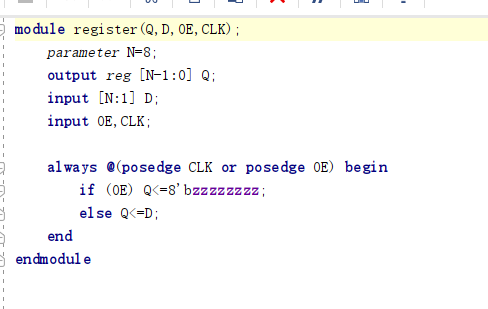 module register(Q,D,OE,CLK);
    parameter N=8;
    output reg [N-1:0] Q;
    input [N:1] D;
    input OE,CLK;

    always @(posedge CLK or posedge OE) begin
        if (OE) Q<=8'bzzzzzzzz;
        else Q<=D;
    end
endmodule